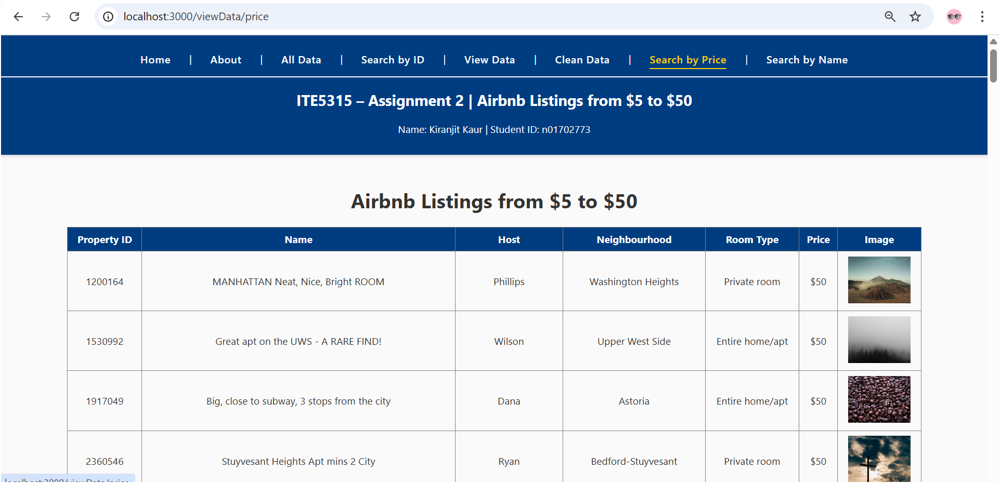 localhost:3000/viewData/price
Home | About | All Data | Search by ID | View Data | Clean Data | Search by Price | Search by Name
ITE5315 – Assignment 2 | Airbnb Listings from $5 to $50
Name: Kiranjit Kaur | Student ID: n01702773
Airbnb Listings from $5 to $50
Property ID Name Host Neighbourhood Room Type Price Image
1200164 MANHATTAN Neat, Nice, Bright ROOM Phillips Washington Heights Private room $50
1530992 Great apt on the UWS - A RARE FIND! Wilson Upper West Side Entire home/apt $50
1917049 Big, close to subway, 3 stops from the city Dana Astoria Entire home/apt $50
2360546 Stuyvesant Heights Apt mins 2 City Ryan Bedford-Stuyvesant Private room $50
localhost:3000/viewData/price